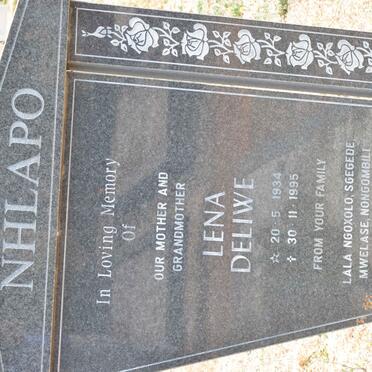 NHLAPO
In Loving Memory
Of
OUR MOTHER AND
GRANDMOTHER
LENA
DELIWE
☆ 20 · 5 · 1934
✝ 30 · 11 · 1995
FROM YOUR FAMILY
LALA NGOXOLO, SGEGEDE
MWELASE, NONGOMBILI